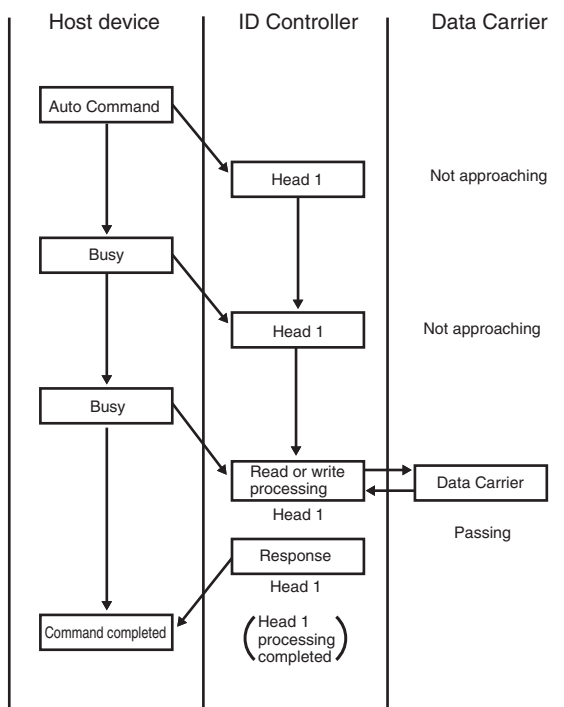 Host device
ID Controller
Data Carrier
Auto Command
Head 1
Not approaching
Busy
Head 1
Not approaching
Busy
Read or write
processing
Data Carrier
Head 1
Passing
Response
Head 1
Command completed
(Head 1
processing
completed)